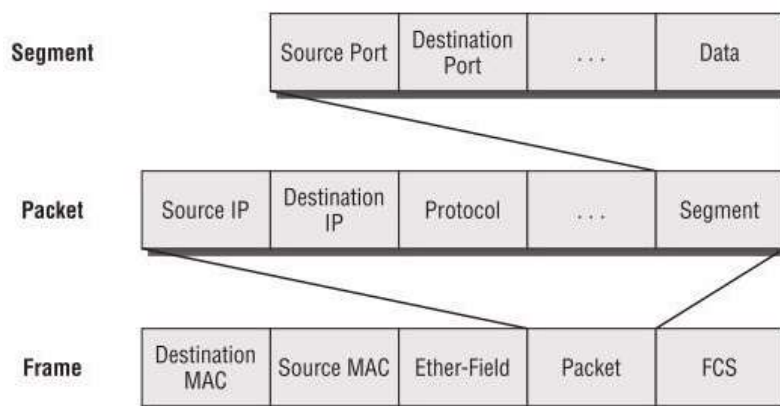 Segment
Source Port
Destination
Port
. . .
Data
Packet
Source IP
Destination
IP
Protocol
. . .
Segment
Frame
Destination
MAC
Source MAC
Ether-Field
Packet
FCS